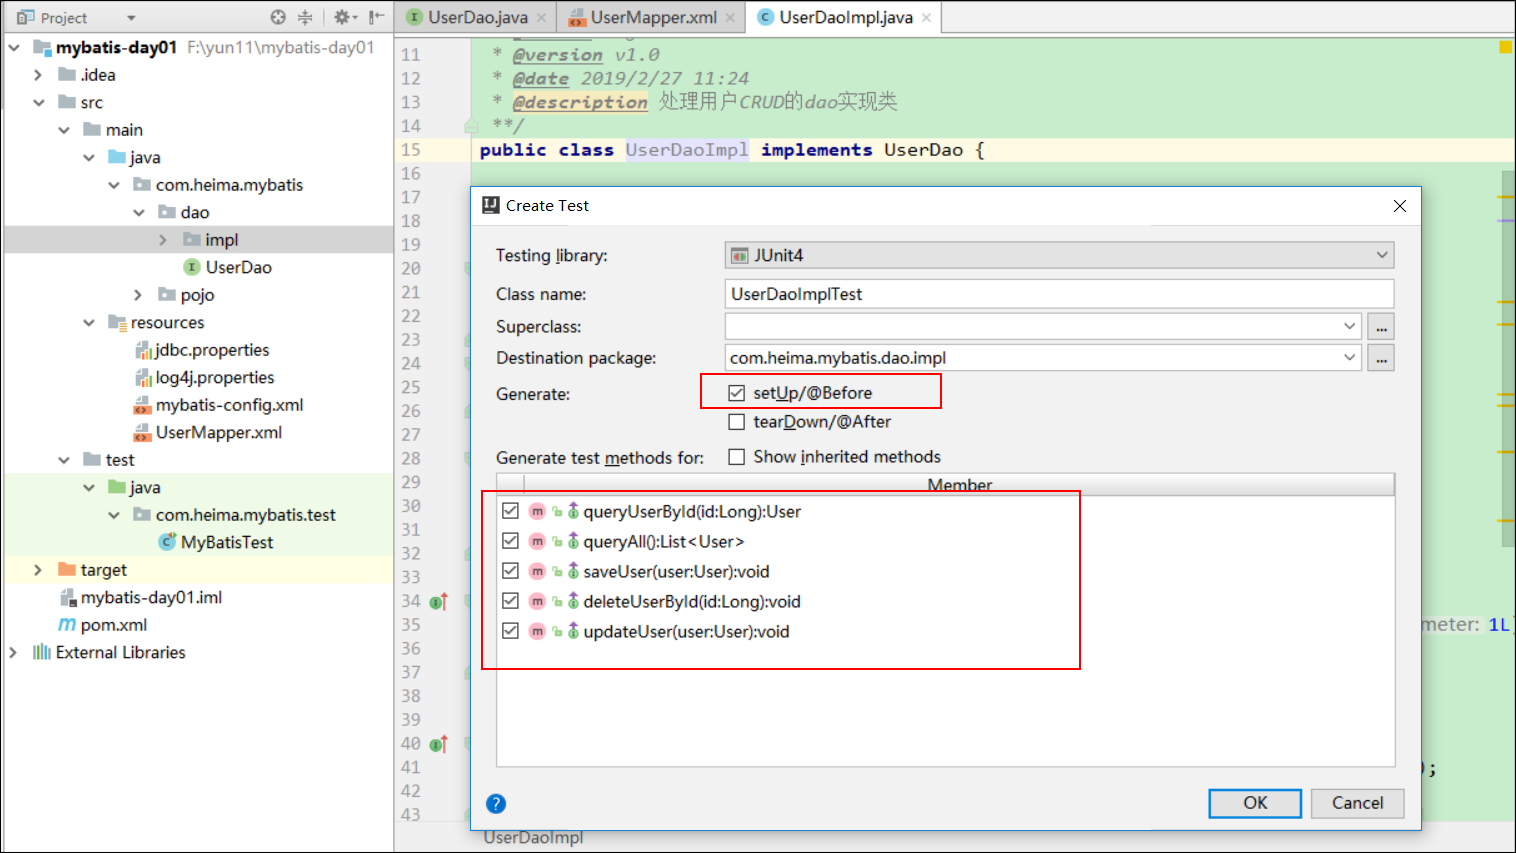 Project
UserDao.java
UserMapper.xml
UserDaoImpl.java
mybatis-day01 F:\yun11\mybatis-day01
.idea
src
main
java
com.heima.mybatis
dao
impl
UserDao
pojo
resources
jdbc.properties
log4j.properties
mybatis-config.xml
UserMapper.xml
test
java
com.heima.mybatis.test
MyBatisTest
target
mybatis-day01.iml
pom.xml
External Libraries
11 * @version v1.0
12 * @date 2019/2/27 11:24
13 * @description 处理用户CRUD的dao实现类
14 **/
15 public class UserDaoImpl implements UserDao {
16
17
18
19
20
21
22
23
24
25
26
27
28
29
30
31
32
33
34
35 meter: 1L
36
37
38
39
40
41 );
42
43
Create Test
Testing library: JUnit4
Class name: UserDaoImplTest
Superclass: ...
Destination package: com.heima.mybatis.dao.impl ...
Generate: setUp/@Before
tearDown/@After
Generate test methods for: Show inherited methods
Member
m queryUserById(id:Long):User
m queryAll():List<User>
m saveUser(user:User):void
m deleteUserById(id:Long):void
m updateUser(user:User):void
? OK Cancel
UserDaoImpl